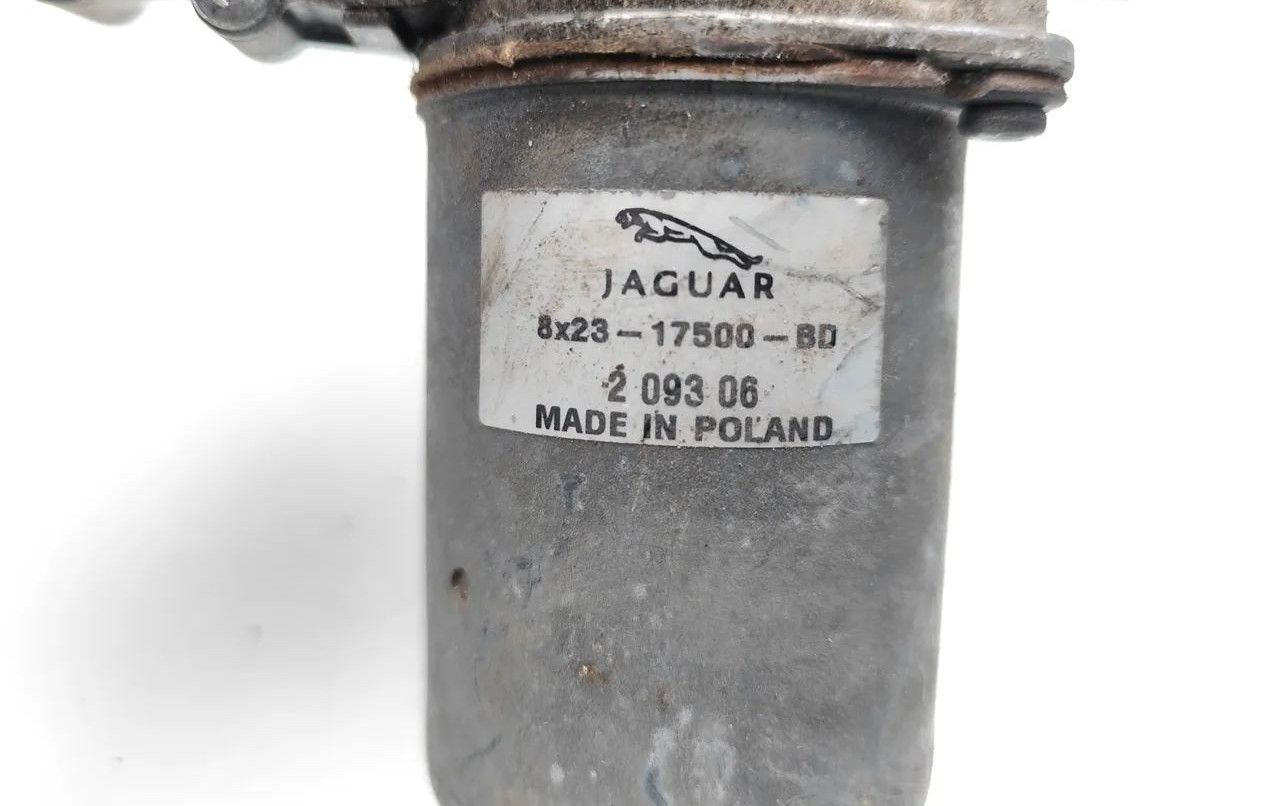 JAGUAR
8x23-17500-BD
2 093 06
MADE IN POLAND